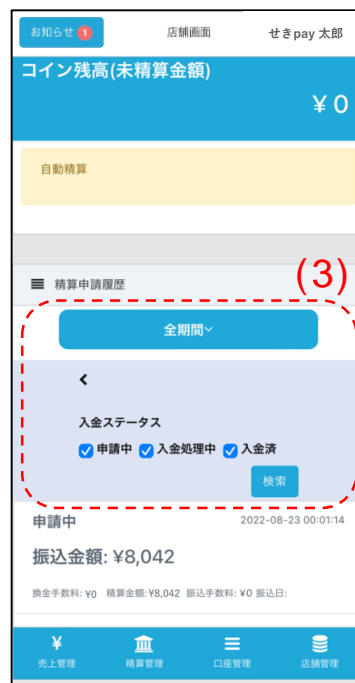 お知らせ 1 店舗画面 せきpay 太郎
コイン残高(未精算金額)
¥ 0
自動精算
精算申請履歴
(3)
全期間
入金ステータス
申請中 入金処理中 入金済
検索
申請中 2022-08-23 00:01:14
振込金額: ¥8,042
換金手数料: ¥0 精算金額: ¥8,042 振込手数料: ¥0 振込日:
売上管理 精算管理 口座管理 店舗管理